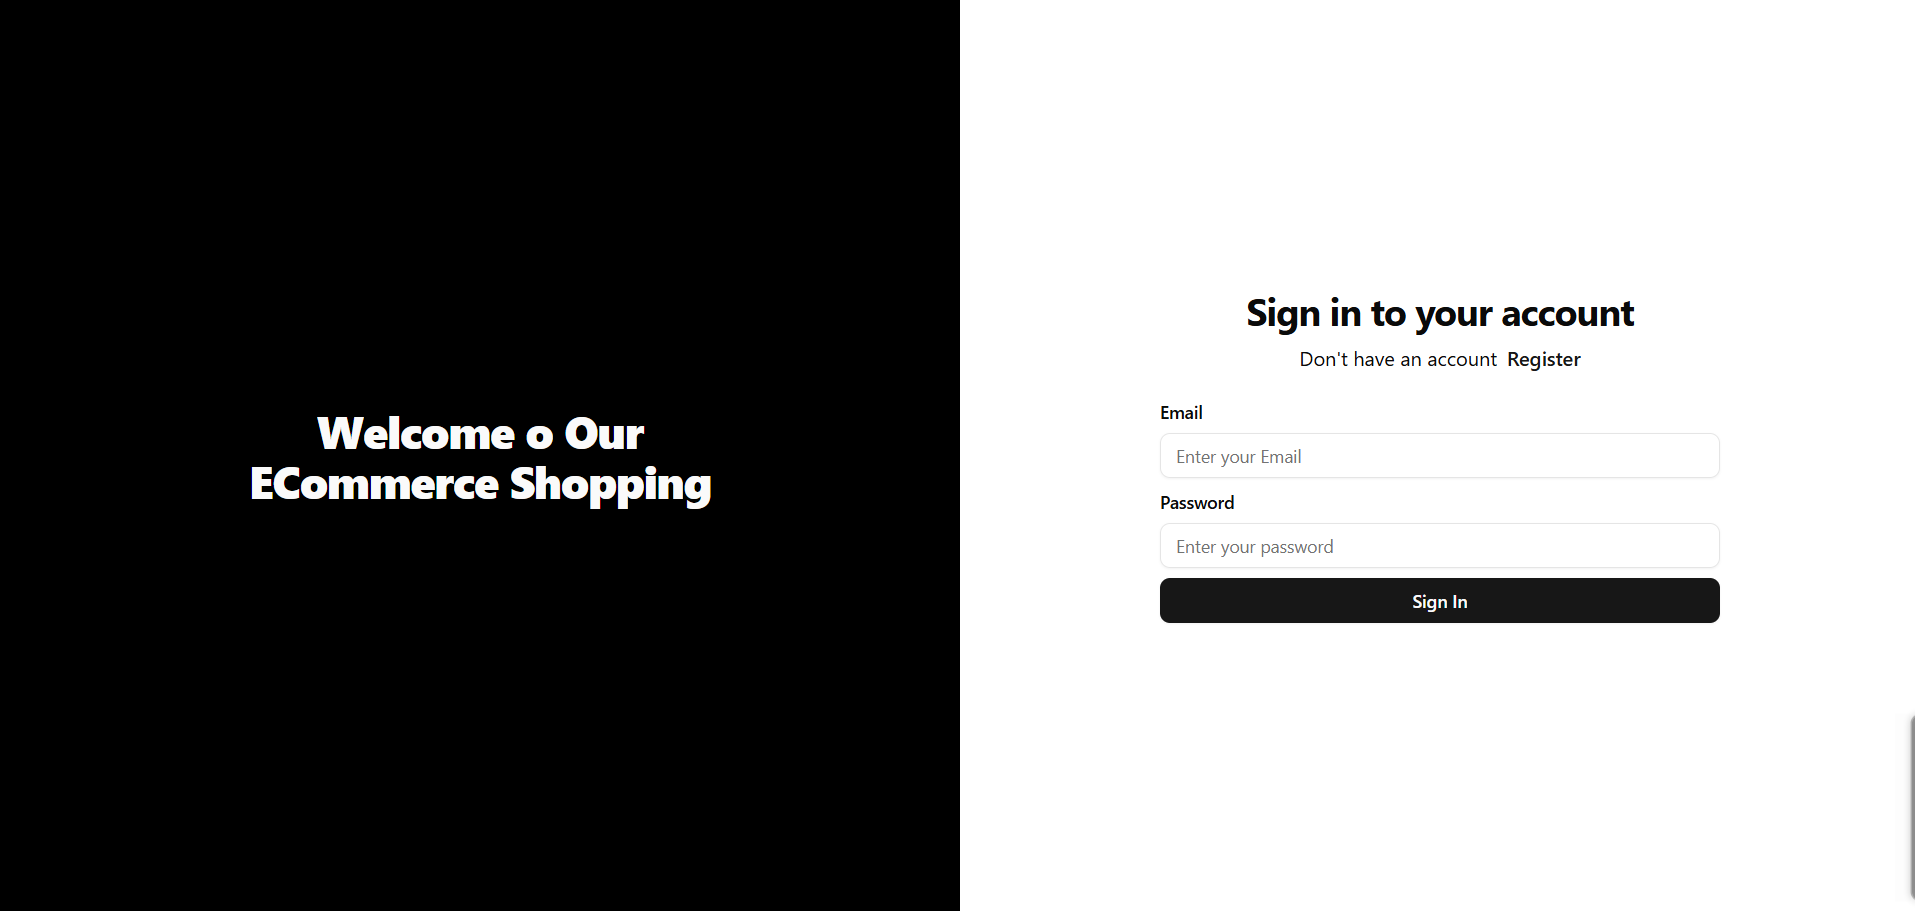 Welcome o Our
ECommerce Shopping
Sign in to your account
Don't have an account Register
Email
Enter your Email
Password
Enter your password
Sign In